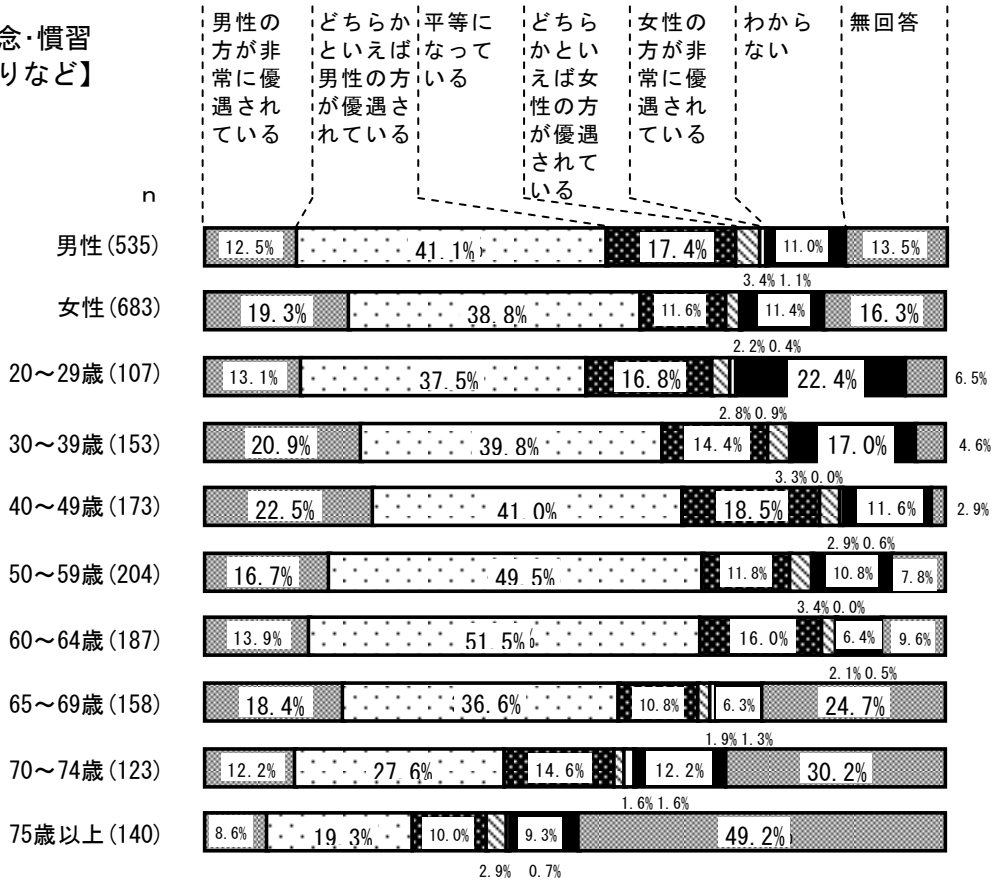 念・慣習
りなど】
男性の
方が非
常に優
遇され
ている
どちらか
といえば
男性の方
が優遇さ
れている
平等に
なって
いる
どちら
かとい
えば女
性の方
が優遇
されて
いる
女性の
方が非
常に優
遇され
ている
わから
ない
無回答
n
男性(535) 12.5% 41.1% 17.4% 11.0% 13.5%
3.4% 1.1%
女性(683) 19.3% 38.8% 11.6% 11.4% 16.3%
2.2% 0.4%
20～29歳(107) 13.1% 37.5% 16.8% 22.4% 6.5%
2.8% 0.9%
30～39歳(153) 20.9% 39.8% 14.4% 17.0% 4.6%
3.3% 0.0%
40～49歳(173) 22.5% 41.0% 18.5% 11.6% 2.9%
2.9% 0.6%
50～59歳(204) 16.7% 49.5% 11.8% 10.8% 7.8%
3.4% 0.0%
60～64歳(187) 13.9% 51.5% 16.0% 6.4% 9.6%
2.1% 0.5%
65～69歳(158) 18.4% 36.6% 10.8% 6.3% 24.7%
1.9% 1.3%
70～74歳(123) 12.2% 27.6% 14.6% 12.2% 30.2%
1.6% 1.6%
75歳以上(140) 8.6% 19.3% 10.0% 9.3% 49.2%
2.9% 0.7%